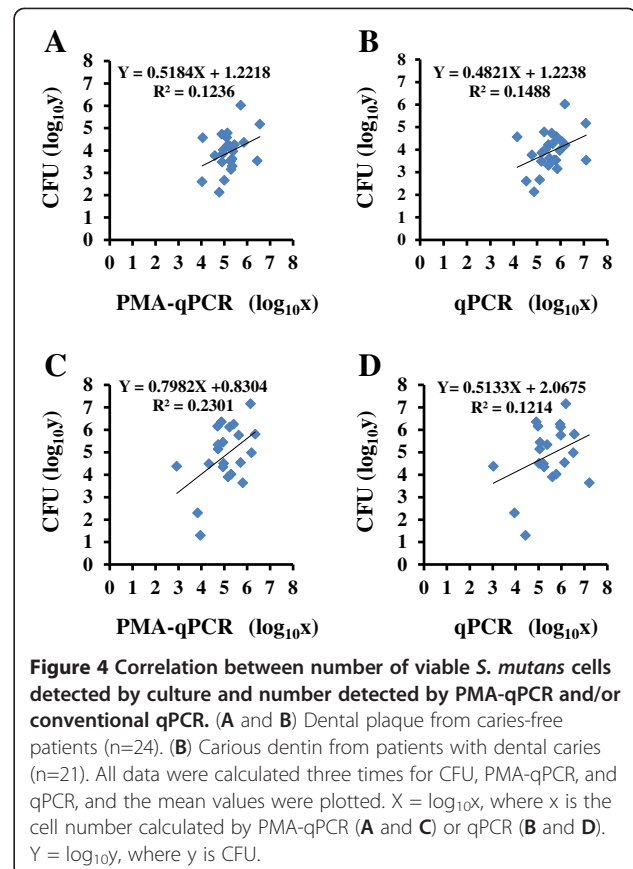 A
Y = 0.5184X + 1.2218
R² = 0.1236
CFU (log₁₀y)
8
7
6
5
4
3
2
1
0
0 1 2 3 4 5 6 7 8
PMA-qPCR (log₁₀x)
B
Y = 0.4821X + 1.2238
R² = 0.1488
CFU (log₁₀y)
8
7
6
5
4
3
2
1
0
0 1 2 3 4 5 6 7 8
qPCR (log₁₀x)
C
Y = 0.7982X +0.8304
R² = 0.2301
CFU (log₁₀y)
8
7
6
5
4
3
2
1
0
0 1 2 3 4 5 6 7 8
PMA-qPCR (log₁₀x)
D
Y = 0.5133X + 2.0675
R² = 0.1214
CFU (log₁₀y)
8
7
6
5
4
3
2
1
0
0 1 2 3 4 5 6 7 8
qPCR (log₁₀x)
Figure 4 Correlation between number of viable S. mutans cells
detected by culture and number detected by PMA-qPCR and/or
conventional qPCR. (A and B) Dental plaque from caries-free
patients (n=24). (B) Carious dentin from patients with dental caries
(n=21). All data were calculated three times for CFU, PMA-qPCR, and
qPCR, and the mean values were plotted. X = log₁₀x, where x is the
cell number calculated by PMA-qPCR (A and C) or qPCR (B and D).
Y = log₁₀y, where y is CFU.